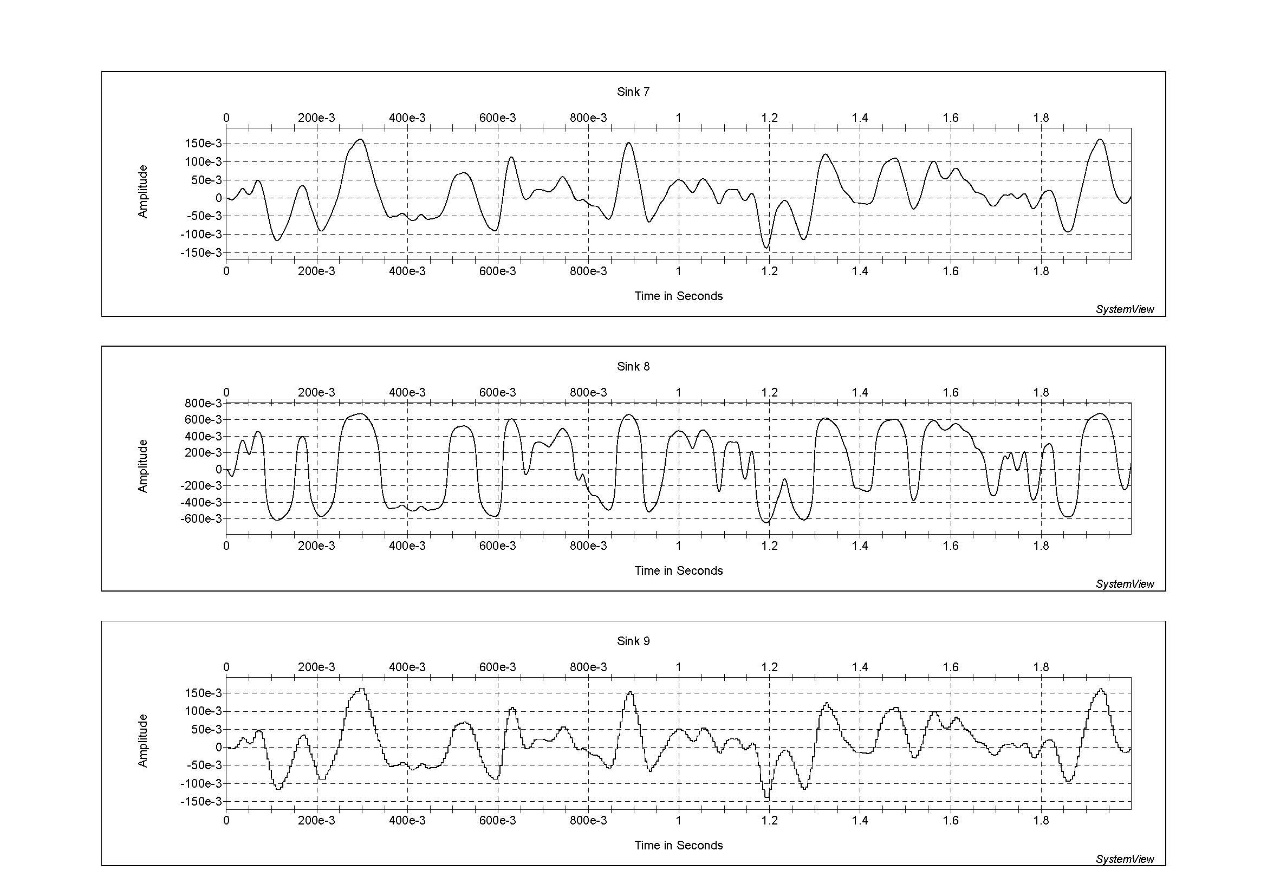 Sink 7
0 200e-3 400e-3 600e-3 800e-3 1 1.2 1.4 1.6 1.8
150e-3
100e-3
50e-3
0
-50e-3
-100e-3
-150e-3
Amplitude
0 200e-3 400e-3 600e-3 800e-3 1 1.2 1.4 1.6 1.8
Time in Seconds
SystemView
Sink 8
0 200e-3 400e-3 600e-3 800e-3 1 1.2 1.4 1.6 1.8
800e-3
600e-3
400e-3
200e-3
0
-200e-3
-400e-3
-600e-3
Amplitude
0 200e-3 400e-3 600e-3 800e-3 1 1.2 1.4 1.6 1.8
Time in Seconds
SystemView
Sink 9
0 200e-3 400e-3 600e-3 800e-3 1 1.2 1.4 1.6 1.8
150e-3
100e-3
50e-3
0
-50e-3
-100e-3
-150e-3
Amplitude
0 200e-3 400e-3 600e-3 800e-3 1 1.2 1.4 1.6 1.8
Time in Seconds
SystemView